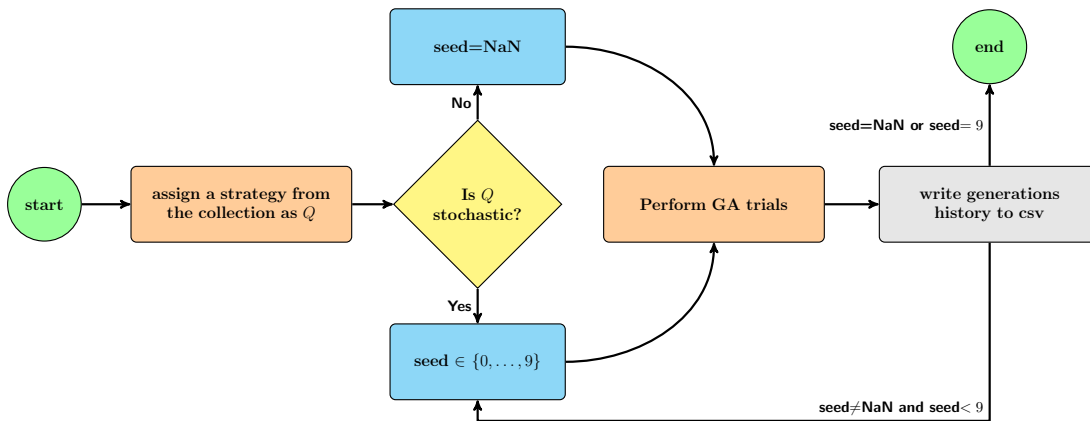 seed=NaN
end
No
seed=NaN or seed= 9
start
assign a strategy from
the collection as Q
Is Q
stochastic?
Perform GA trials
write generations
history to csv
Yes
seed ∈ {0, . . . , 9}
seed≠NaN and seed< 9